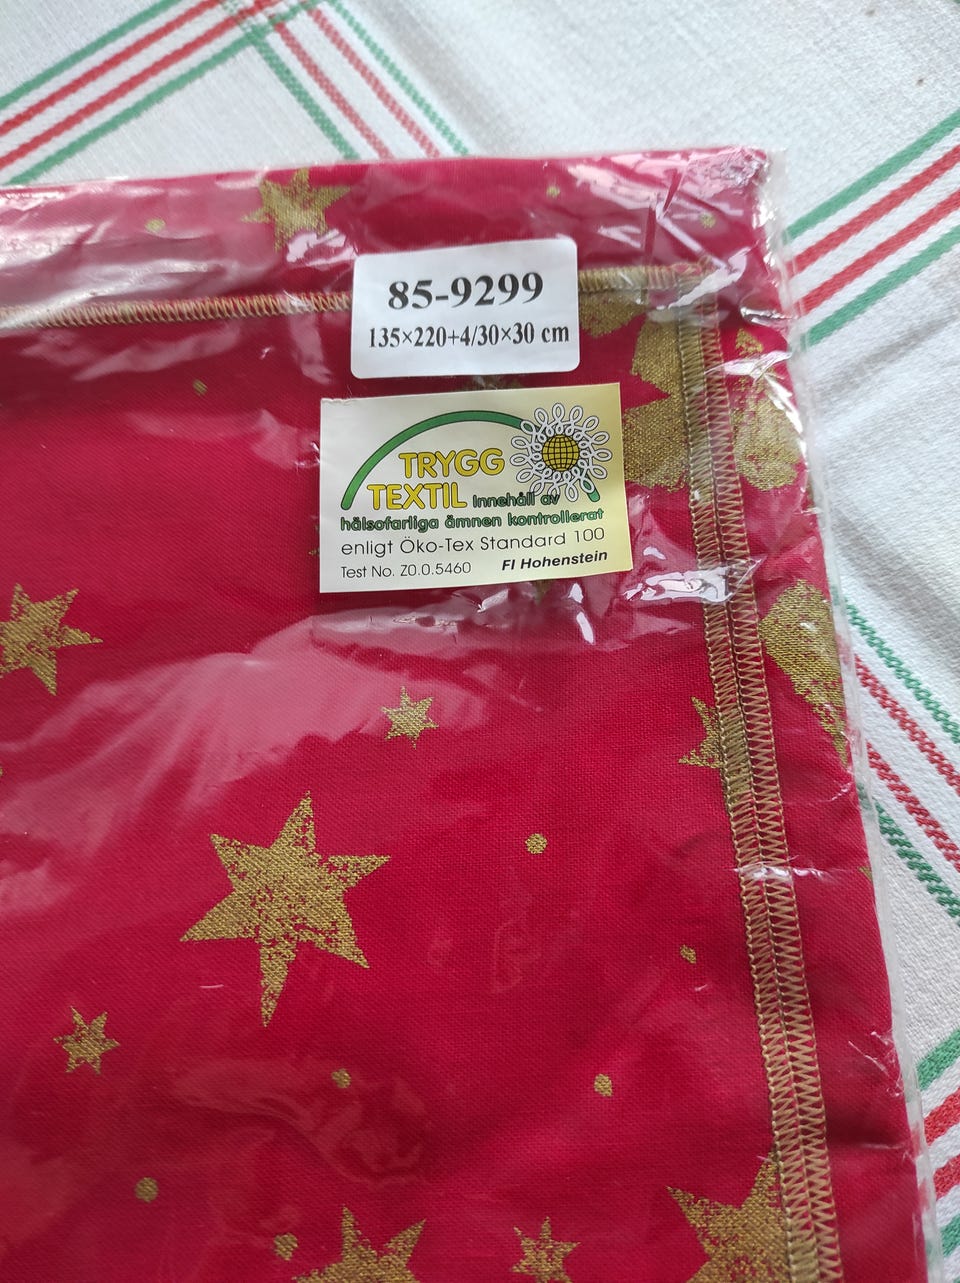 85-9299
135×220+4/30×30 cm
TRYGG
TEXTIL Innehåll av
hälsofarliga ämnen kontrollerat
enligt Öko-Tex Standard 100
Test No. Z0.0.5460 FI Hohenstein